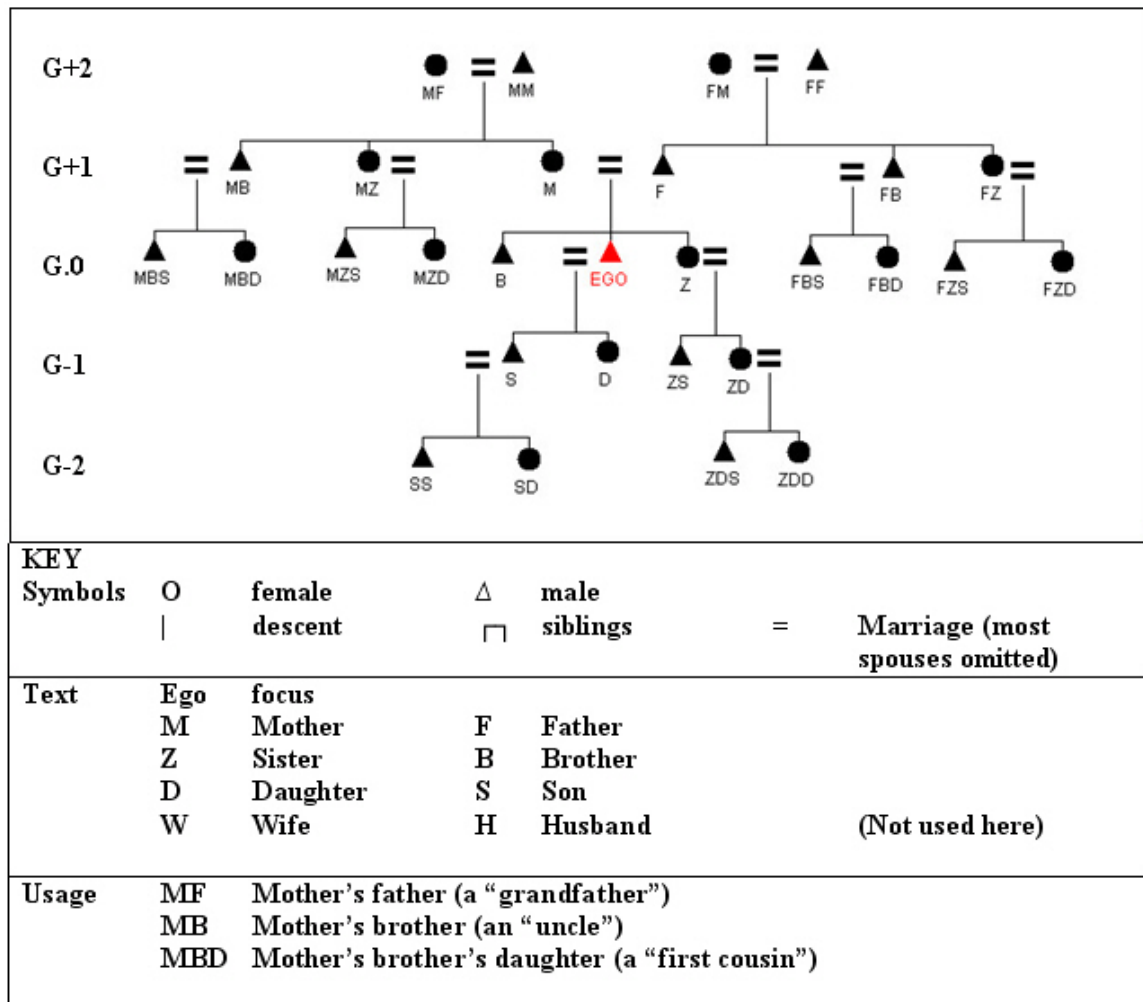 G+2
MF = MM FM = FF
G+1
= MB MZ = M = F = FB FZ =
G.0
MBS MBD MZS MZD B = EGO Z = FBS FBD FZS FZD
G-1
= S D ZS ZD =
G-2
SS SD ZDS ZDD
KEY
Symbols O female Δ male
| descent ┌┐ siblings = Marriage (most
spouses omitted)
Text Ego focus
M Mother F Father
Z Sister B Brother
D Daughter S Son
W Wife H Husband (Not used here)
Usage MF Mother's father (a “grandfather”)
MB Mother's brother (an “uncle”)
MBD Mother's brother's daughter (a “first cousin”)